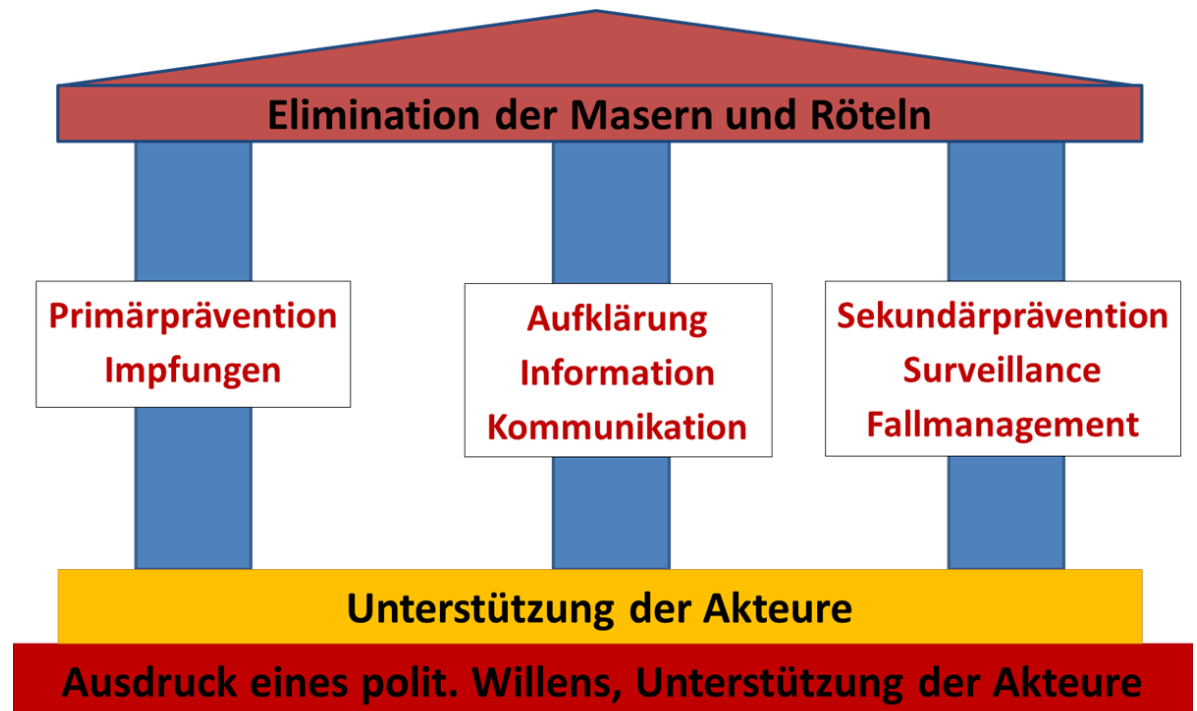 Elimination der Masern und Röteln
Primärprävention
Impfungen
Aufklärung
Information
Kommunikation
Sekundärprävention
Surveillance
Fallmanagement
Unterstützung der Akteure
Ausdruck eines polit. Willens, Unterstützung der Akteure